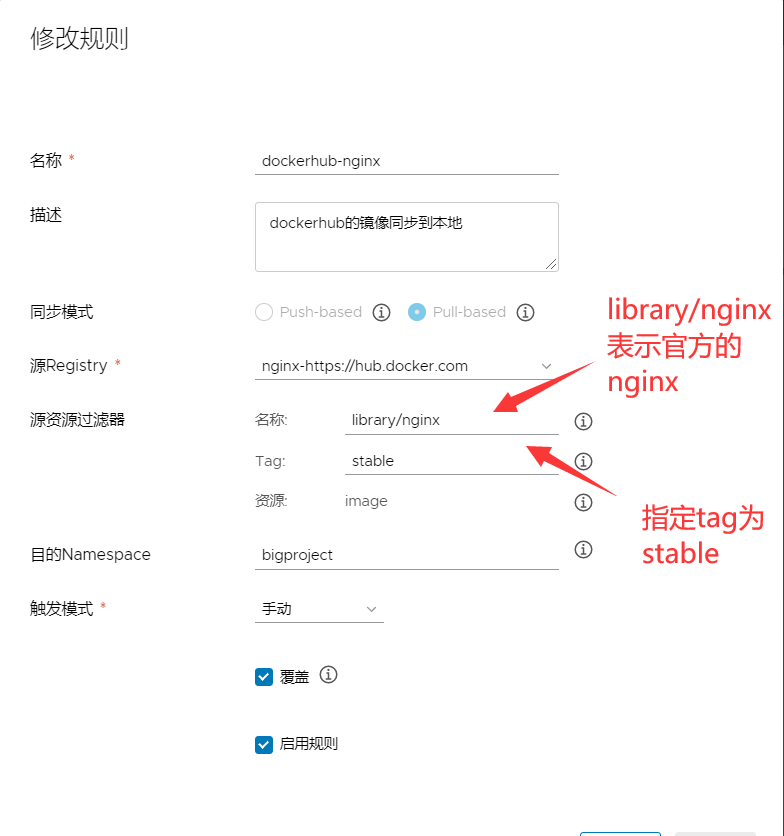 修改规则
名称 *
dockerhub-nginx
描述
dockerhub的镜像同步到本地
同步模式
Push-based
Pull-based
源Registry *
nginx-https://hub.docker.com
library/nginx
表示官方的
nginx
源资源过滤器
名称:
library/nginx
Tag:
stable
资源:
image
指定tag为
stable
目的Namespace
bigproject
触发模式 *
手动
覆盖
启用规则